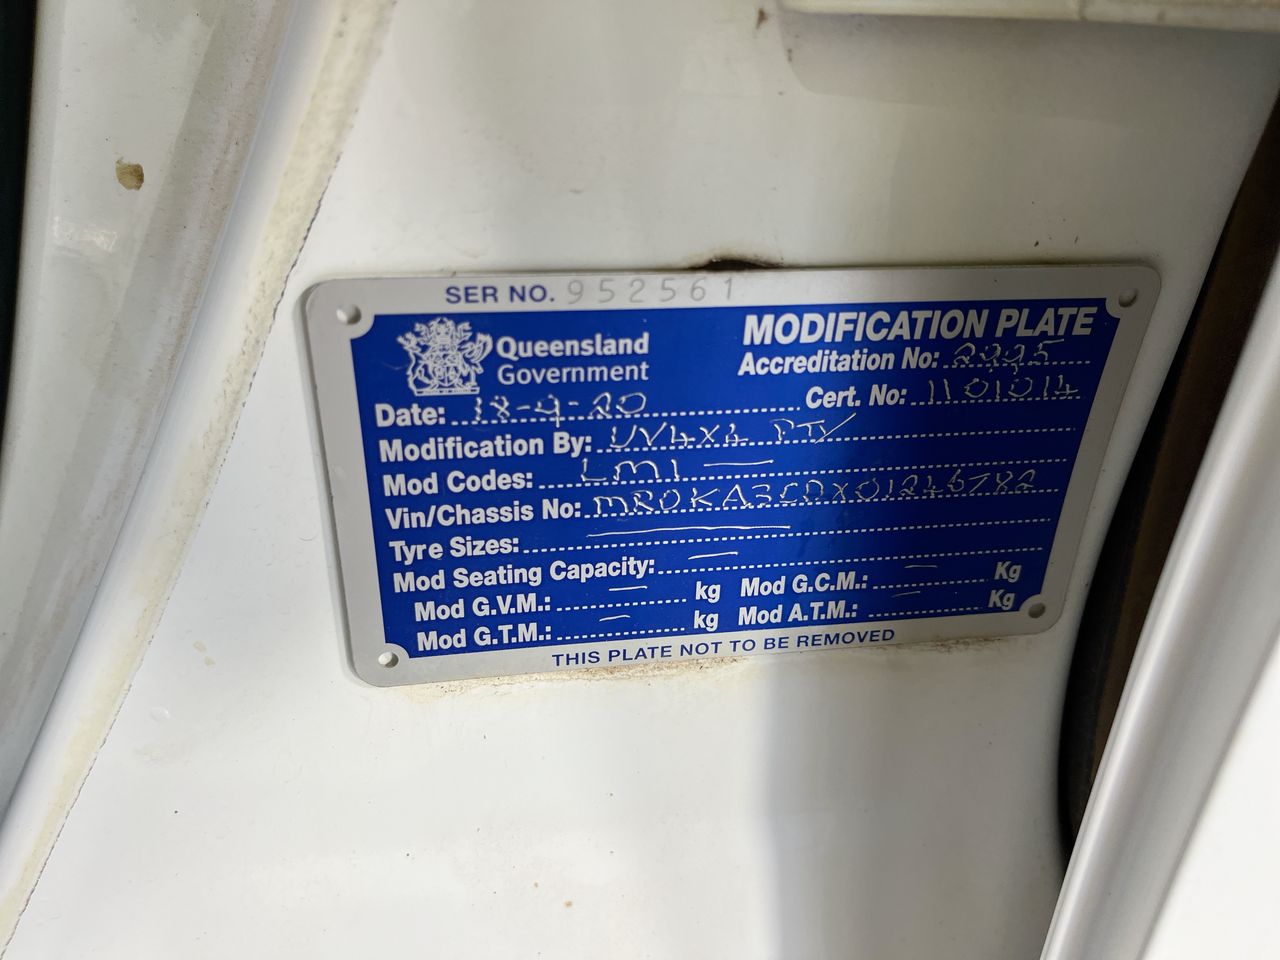 SER NO. 952561
Queensland
Government
MODIFICATION PLATE
Accreditation No: 2995
Cert. No: 1101014
Date: 18-9-20
Modification By: UV4X4 PTY
Mod Codes: LM1 —
Vin/Chassis No: MR0KA3CDX01246782
Tyre Sizes: —
Mod Seating Capacity: —
Mod G.V.M.: — kg Mod G.C.M.: — Kg
Mod G.T.M.: — kg Mod A.T.M.: — Kg
THIS PLATE NOT TO BE REMOVED